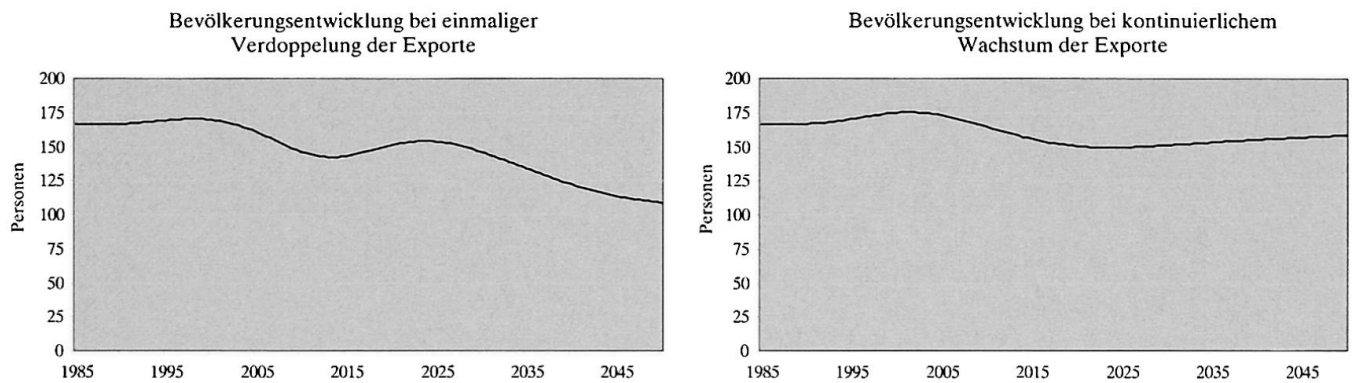 Bevölkerungsentwicklung bei einmaliger
Verdoppelung der Exporte
200
175
150
125
100
75
50
25
0
Personen
1985 1995 2005 2015 2025 2035 2045
Bevölkerungsentwicklung bei kontinuierlichem
Wachstum der Exporte
200
175
150
125
100
75
50
25
0
Personen
1985 1995 2005 2015 2025 2035 2045